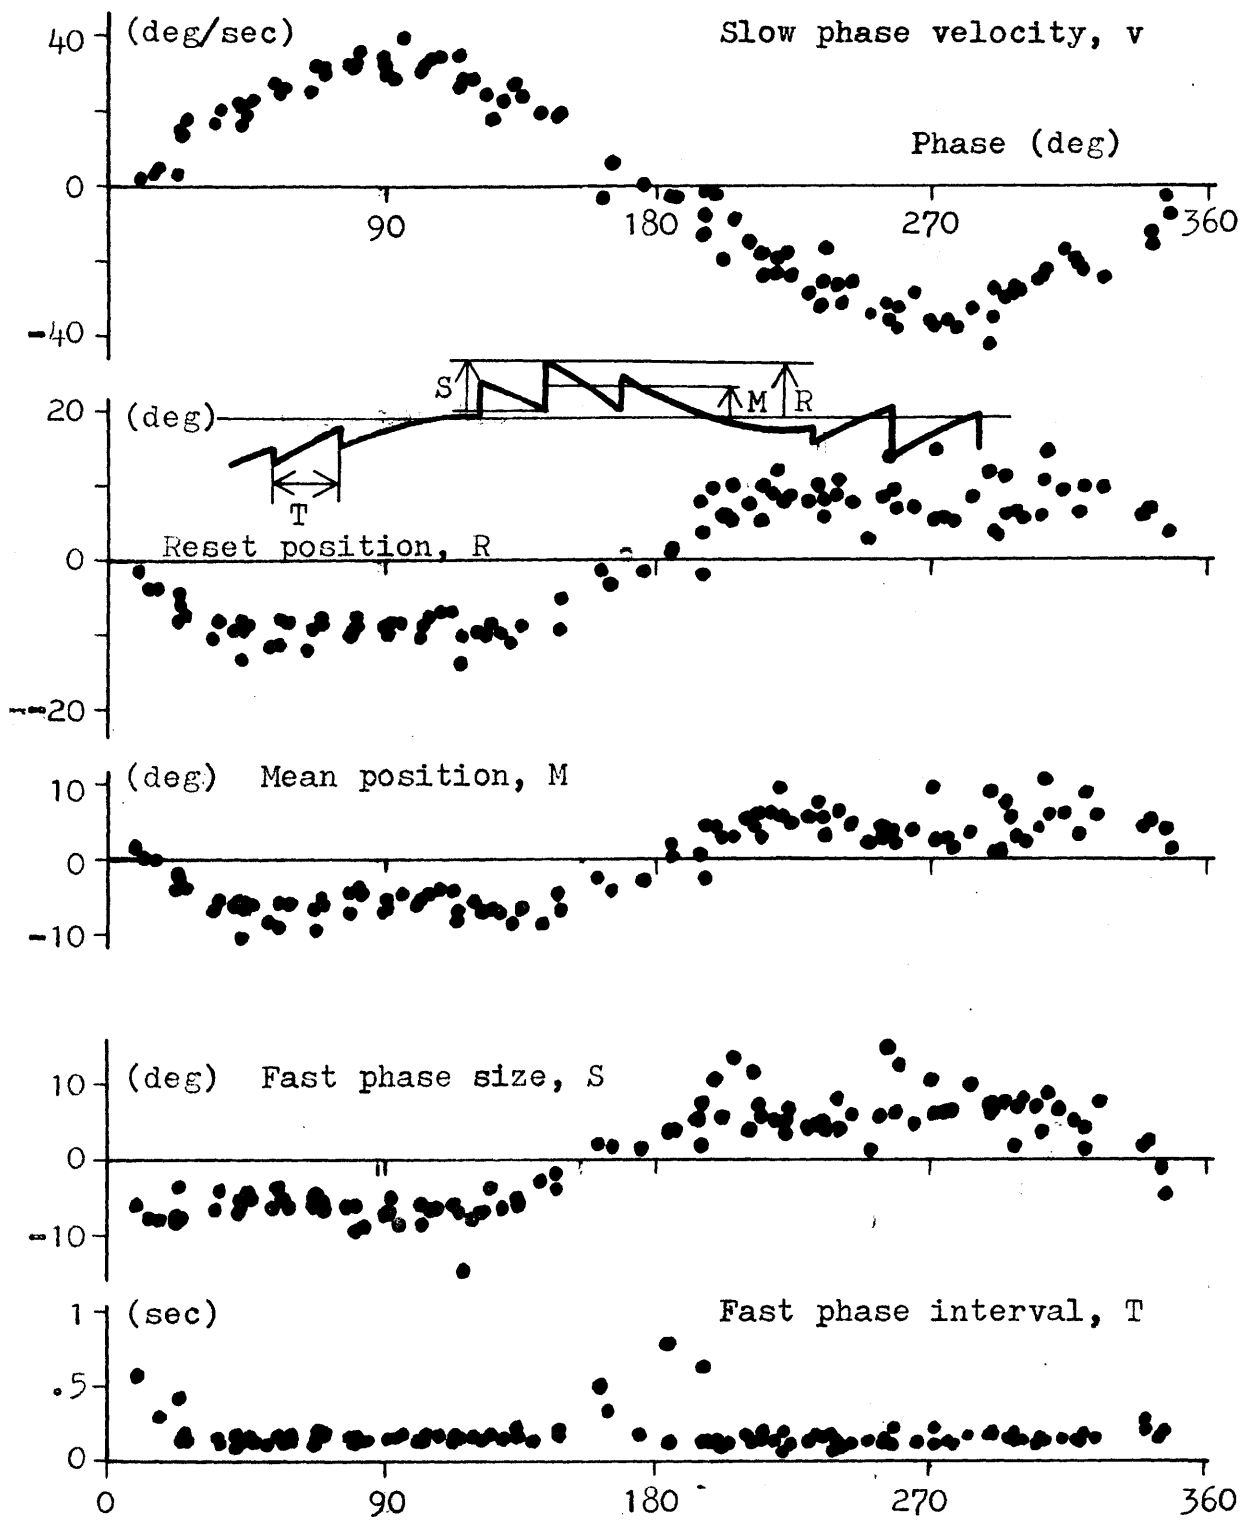 40 (deg/sec) Slow phase velocity, v
Phase (deg)
0
90 180 270 360
-40
S M R
20 (deg)
T
Reset position, R
0
-20
(deg) Mean position, M
10
0
-10
10 (deg) Fast phase size, S
0
-10
1 (sec) Fast phase interval, T
.5
0
0 90 180 270 360